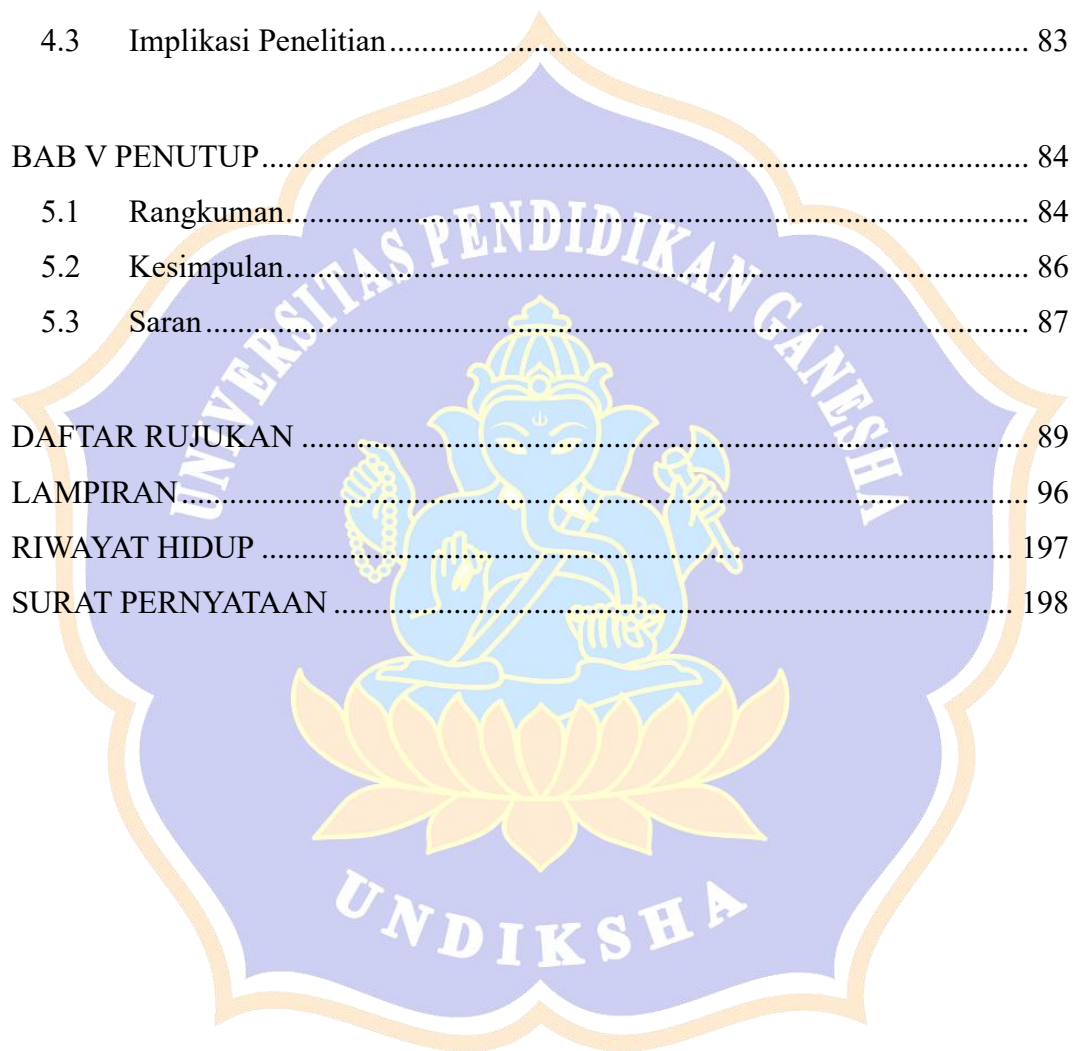 4.3 Implikasi Penelitian........................................................................ 83
BAB V PENUTUP........................................................................ 84
5.1 Rangkuman........................................................................ 84
5.2 Kesimpulan........................................................................ 86
5.3 Saran........................................................................ 87
DAFTAR RUJUKAN ........................................................................ 89
LAMPIRAN........................................................................ 96
RIWAYAT HIDUP ........................................................................ 197
SURAT PERNYATAAN ........................................................................ 198
UNIVERSITAS PENDIDIKAN GANESHA
UNDIKSHA